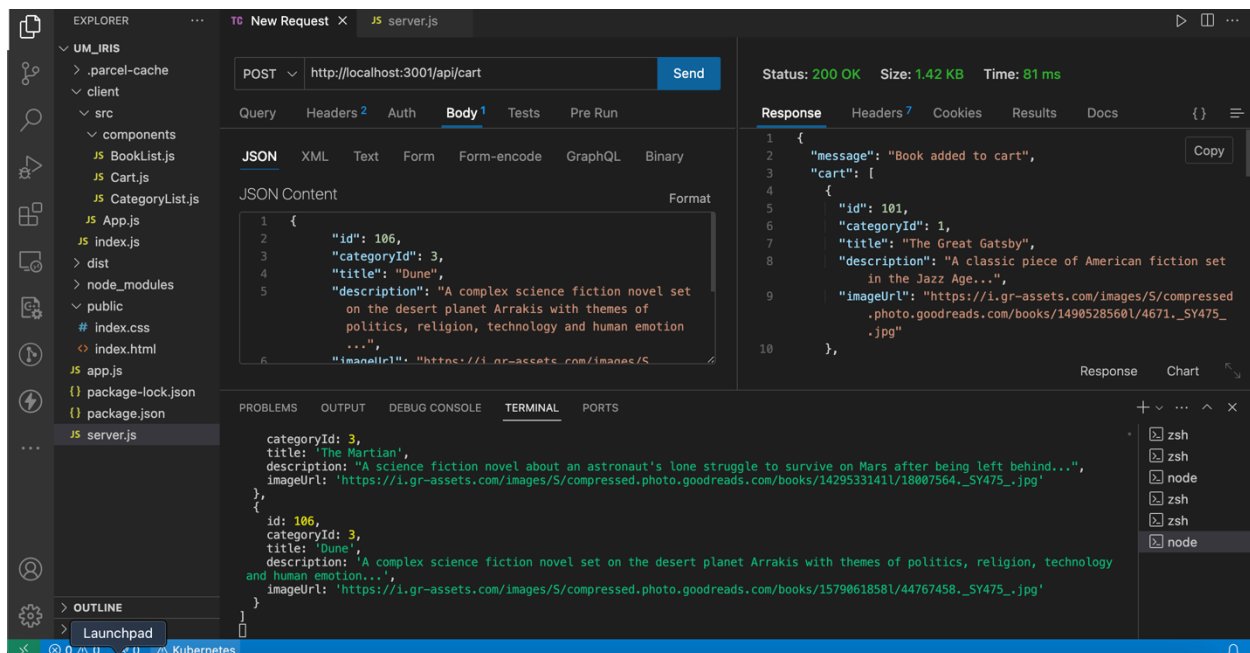 EXPLORER ··· TC New Request × JS server.js
UM_IRIS
.parcel-cache
client
src
components
JS BookList.js
JS Cart.js
JS CategoryList.js
JS App.js
JS index.js
dist
node_modules
public
# index.css
<> index.html
JS app.js
{} package-lock.json
{} package.json
JS server.js
OUTLINE
Launchpad
POST http://localhost:3001/api/cart Send
Query Headers 2 Auth Body 1 Tests Pre Run
JSON XML Text Form Form-encode GraphQL Binary
JSON Content Format
1 {
2 "id": 106,
3 "categoryId": 3,
4 "title": "Dune",
5 "description": "A complex science fiction novel set
on the desert planet Arrakis with themes of
politics, religion, technology and human emotion
...",
6 "imageUrl": "https://i.gr-assets.com/images/S
Status: 200 OK Size: 1.42 KB Time: 81 ms
Response Headers 7 Cookies Results Docs {}
Copy
1 {
2 "message": "Book added to cart",
3 "cart": [
4 {
5 "id": 101,
6 "categoryId": 1,
7 "title": "The Great Gatsby",
8 "description": "A classic piece of American fiction set
in the Jazz Age...",
9 "imageUrl": "https://i.gr-assets.com/images/S/compressed
.photo.goodreads.com/books/1490528560l/4671._SY475_
.jpg"
10 },
Response Chart
PROBLEMS OUTPUT DEBUG CONSOLE TERMINAL PORTS
categoryId: 3,
title: 'The Martian',
description: "A science fiction novel about an astronaut's lone struggle to survive on Mars after being left behind...",
imageUrl: 'https://i.gr-assets.com/images/S/compressed.photo.goodreads.com/books/1429533141l/18007564._SY475_.jpg'
},
{
id: 106,
categoryId: 3,
title: 'Dune',
description: 'A complex science fiction novel set on the desert planet Arrakis with themes of politics, religion, technology
and human emotion...',
imageUrl: 'https://i.gr-assets.com/images/S/compressed.photo.goodreads.com/books/1579061858l/44767458._SY475_.jpg'
}
]
zsh
zsh
node
zsh
zsh
node
0 0 0 Kubernetes